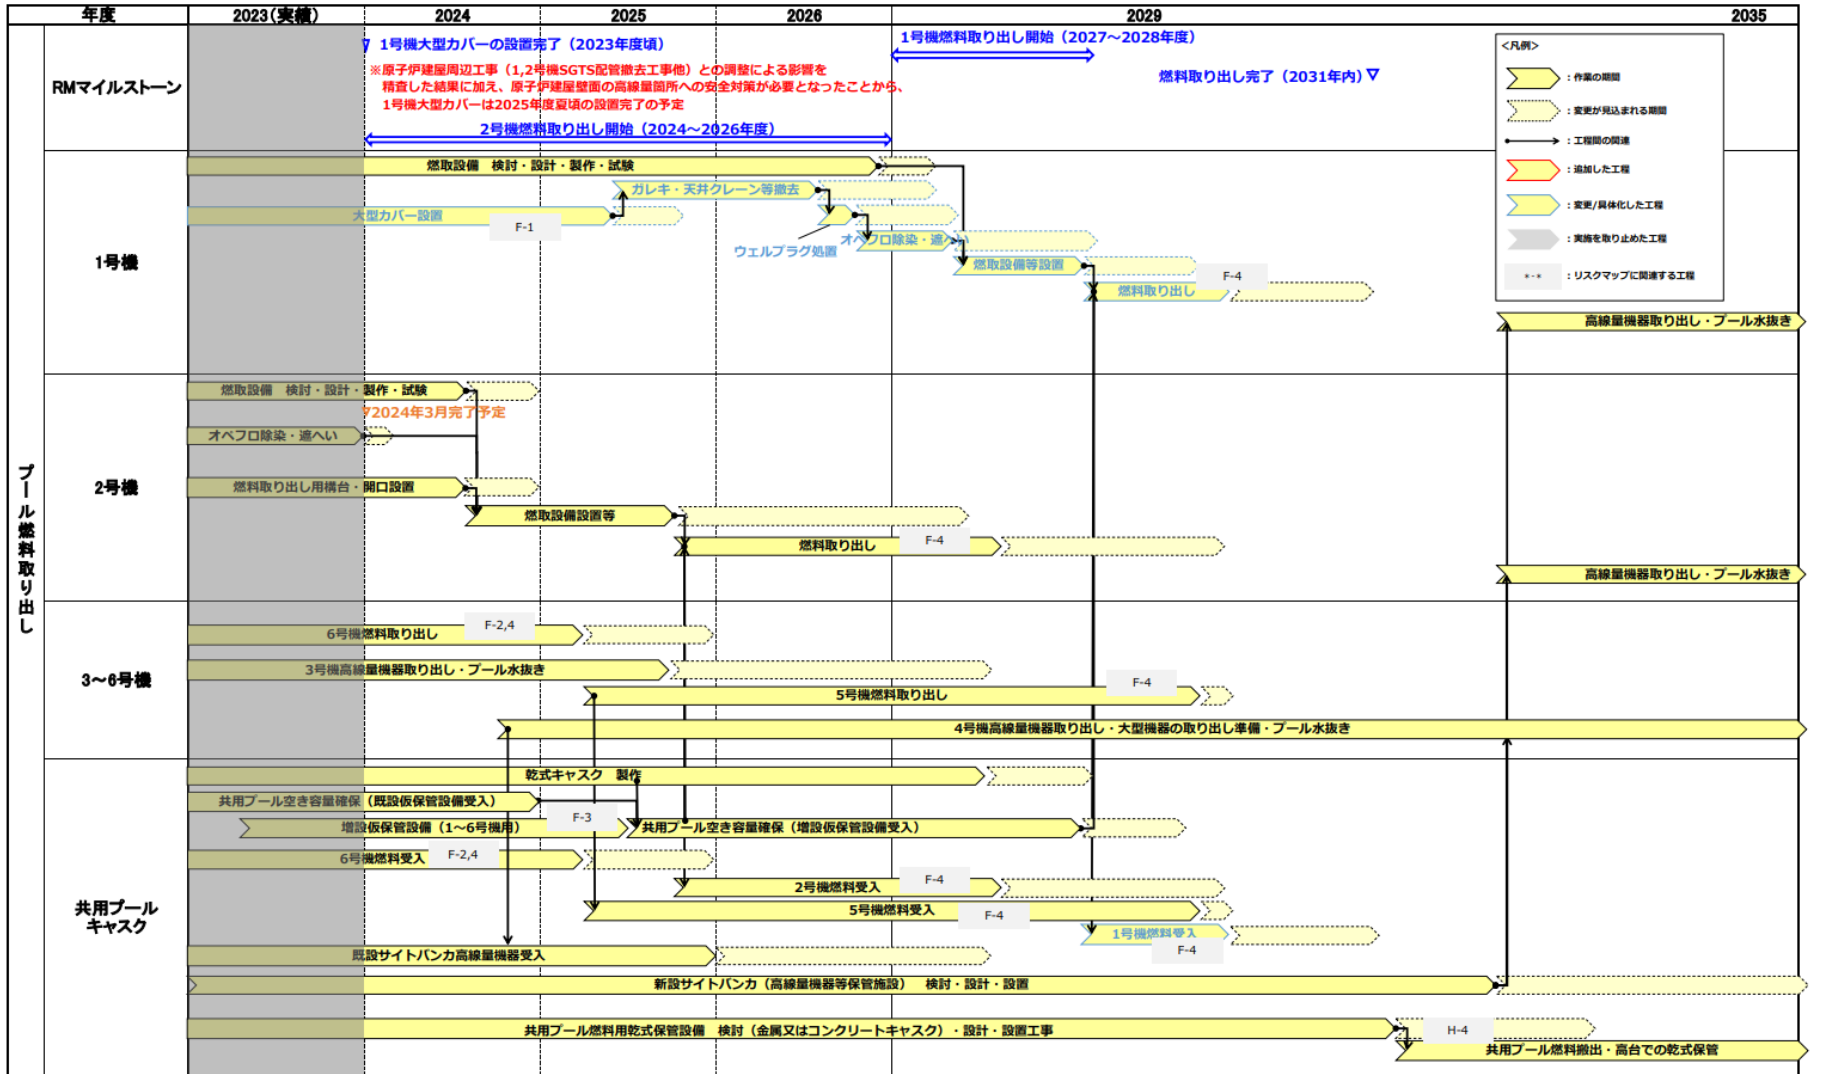 年度 2023(実績) 2024 2025 2026 2029 2035
プール燃料取り出し
RMマイルストーン
1号機大型カバーの設置完了（2023年度頃）
※原子炉建屋周辺工事（1,2号機SGTS配管撤去工事他）との調整による影響を
精査した結果に加え、原子炉建屋壁面の高線量箇所への安全対策が必要となったことから、
1号機大型カバーは2025年度夏頃の設置完了の予定
2号機燃料取り出し開始（2024～2026年度）
1号機燃料取り出し開始（2027～2028年度）
燃料取り出し完了（2031年内）▽
<凡例>
：作業の期間
：変更が見込まれる期間
：工程間の関連
：追加した工程
：変更/具体化した工程
：実施を取り止めた工程
*-* ：リスクマップに関連する工程
1号機
燃取設備　検討・設計・製作・試験
ガレキ・天井クレーン等撤去
大型カバー設置
F-1
ウェルプラグ処置
オペフロ除染・遮へい
燃取設備等設置
F-4
燃料取り出し
高線量機器取り出し・プール水抜き
2号機
燃取設備　検討・設計・製作・試験
▽2024年3月完了予定
オペフロ除染・遮へい
燃料取り出し用構台・開口設置
燃取設備設置等
燃料取り出し
F-4
高線量機器取り出し・プール水抜き
3～6号機
6号機燃料取り出し
F-2,4
3号機高線量機器取り出し・プール水抜き
F-4
5号機燃料取り出し
4号機高線量機器取り出し・大型機器の取り出し準備・プール水抜き
共用プール
キャスク
乾式キャスク　製作
共用プール空き容量確保（既設仮保管設備受入）
F-3
増設仮保管設備（1～6号機用）
共用プール空き容量確保（増設仮保管設備受入）
6号機燃料受入
F-2,4
2号機燃料受入
F-4
5号機燃料受入
F-4
1号機燃料受入
F-4
既設サイトバンカ高線量機器受入
新設サイトバンカ（高線量機器等保管施設）　検討・設計・設置
共用プール燃料用乾式保管設備　検討（金属又はコンクリートキャスク）・設計・設置工事
H-4
共用プール燃料搬出・高台での乾式保管